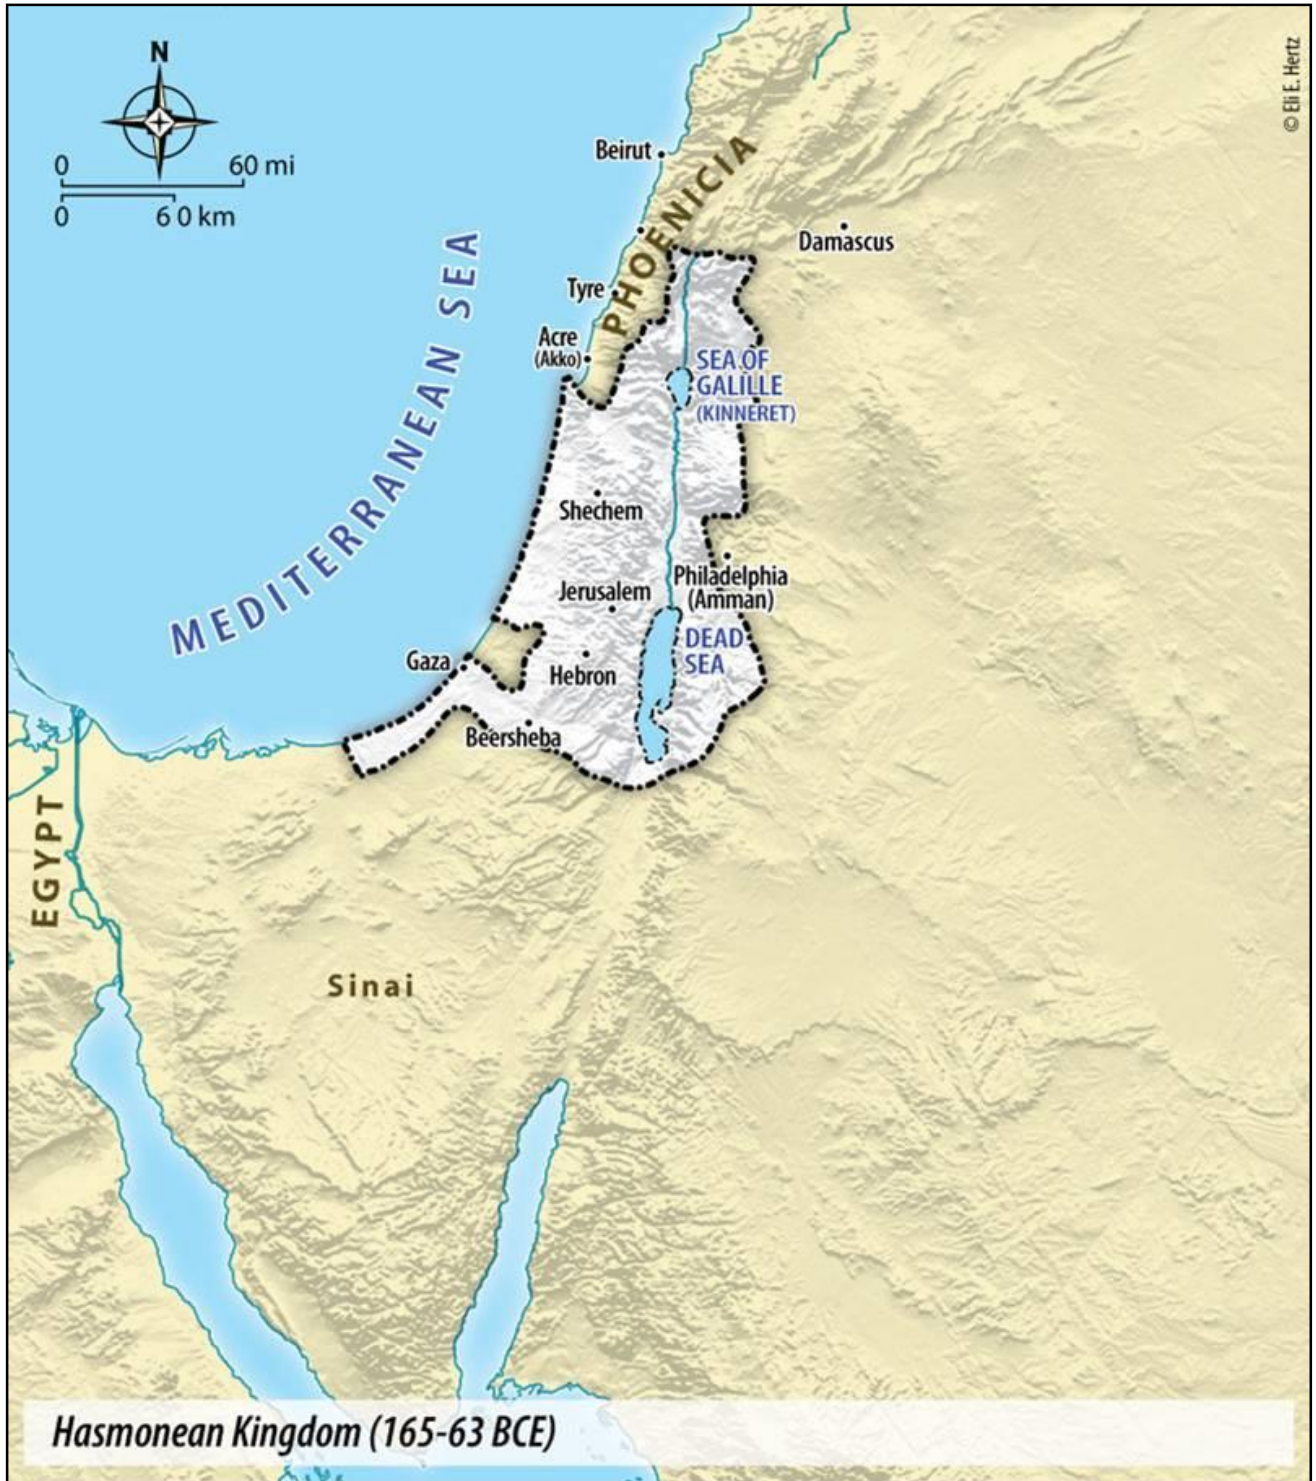 N
0 60 mi
0 60 km
© Eli E. Hertz
Beirut
PHOENICIA
Damascus
MEDITERRANEAN SEA
Tyre
Acre
(Akko)
SEA OF
GALILLE
(KINNERET)
Shechem
Philadelphia
(Amman)
Jerusalem
DEAD
SEA
Gaza
Hebron
Beersheba
EGYPT
Sinai
Hasmonean Kingdom (165-63 BCE)